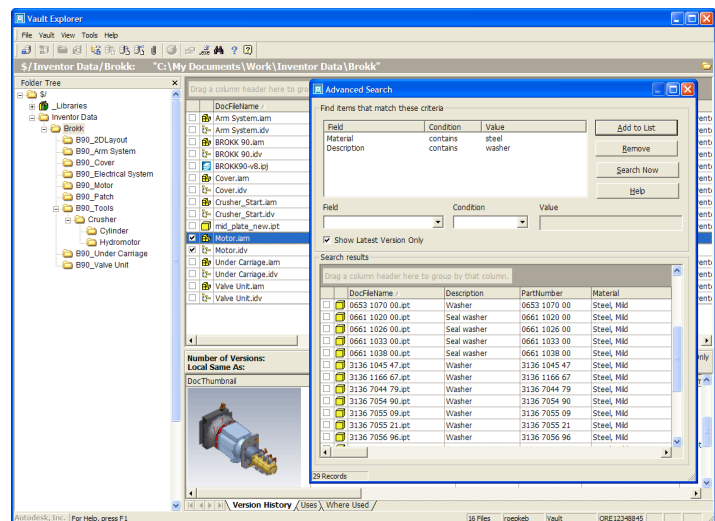 Vault Explorer
File Vault View Tools Help
$/Inventor Data/Brokk: "C:\My Documents\Work\Inventor Data\Brokk"
Folder Tree
$/
_Libraries
Inventor Data
Brokk
B90_2DLayout
B90_Arm System
B90_Cover
B90_Electrical System
B90_Motor
B90_Patch
B90_Tools
Crusher
Cylinder
Hydromotor
B90_Under Carriage
B90_Valve Unit
Drag a column header here to gro
DocFileName
Arm System.iam
Arm System.idv
BROKK 90.iam
BROKK 90.idv
BROKK90-v8.ipj
Cover.iam
Cover.idv
Crusher_Start.iam
Crusher_Start.idv
mid_plate_new.ipt
Motor.iam
Motor.idv
Under Carriage.iam
Under Carriage.idv
Valve Unit.iam
Valve Unit.idv
Number of Versions:
Local Same As:
DocThumbnail
Version History Uses Where Used
Advanced Search
Find items that match these criteria
Field Condition Value
Material contains steel
Description contains washer
Add to List
Remove
Search Now
Help
Field Condition Value
Show Latest Version Only
Search results
Drag a column header here to group by that column.
DocFileName Description PartNumber Material
0653 1070 00.ipt Washer 0653 1070 00 Steel, Mild
0661 1020 00.ipt Seal washer 0661 1020 00 Steel, Mild
0661 1026 00.ipt Seal washer 0661 1026 00 Steel, Mild
0661 1033 00.ipt Seal washer 0661 1033 00 Steel, Mild
0661 1038 00.ipt Seal washer 0661 1038 00 Steel, Mild
3136 1045 47.ipt Washer 3136 1045 47 Steel, Mild
3136 1166 67.ipt Washer 3136 1166 67 Steel, Mild
3136 7044 79.ipt Washer 3136 7044 79 Steel, Mild
3136 7054 90.ipt Washer 3136 7054 90 Steel, Mild
3136 7055 09.ipt Washer 3136 7055 09 Steel, Mild
3136 7055 21.ipt Washer 3136 7055 21 Steel, Mild
3136 7056 96.ipt Washer 3136 7056 96 Steel, Mild
29 Records
Autodesk, Inc. For Help, press F1
16 Files roepkeb Vault ORE12348845